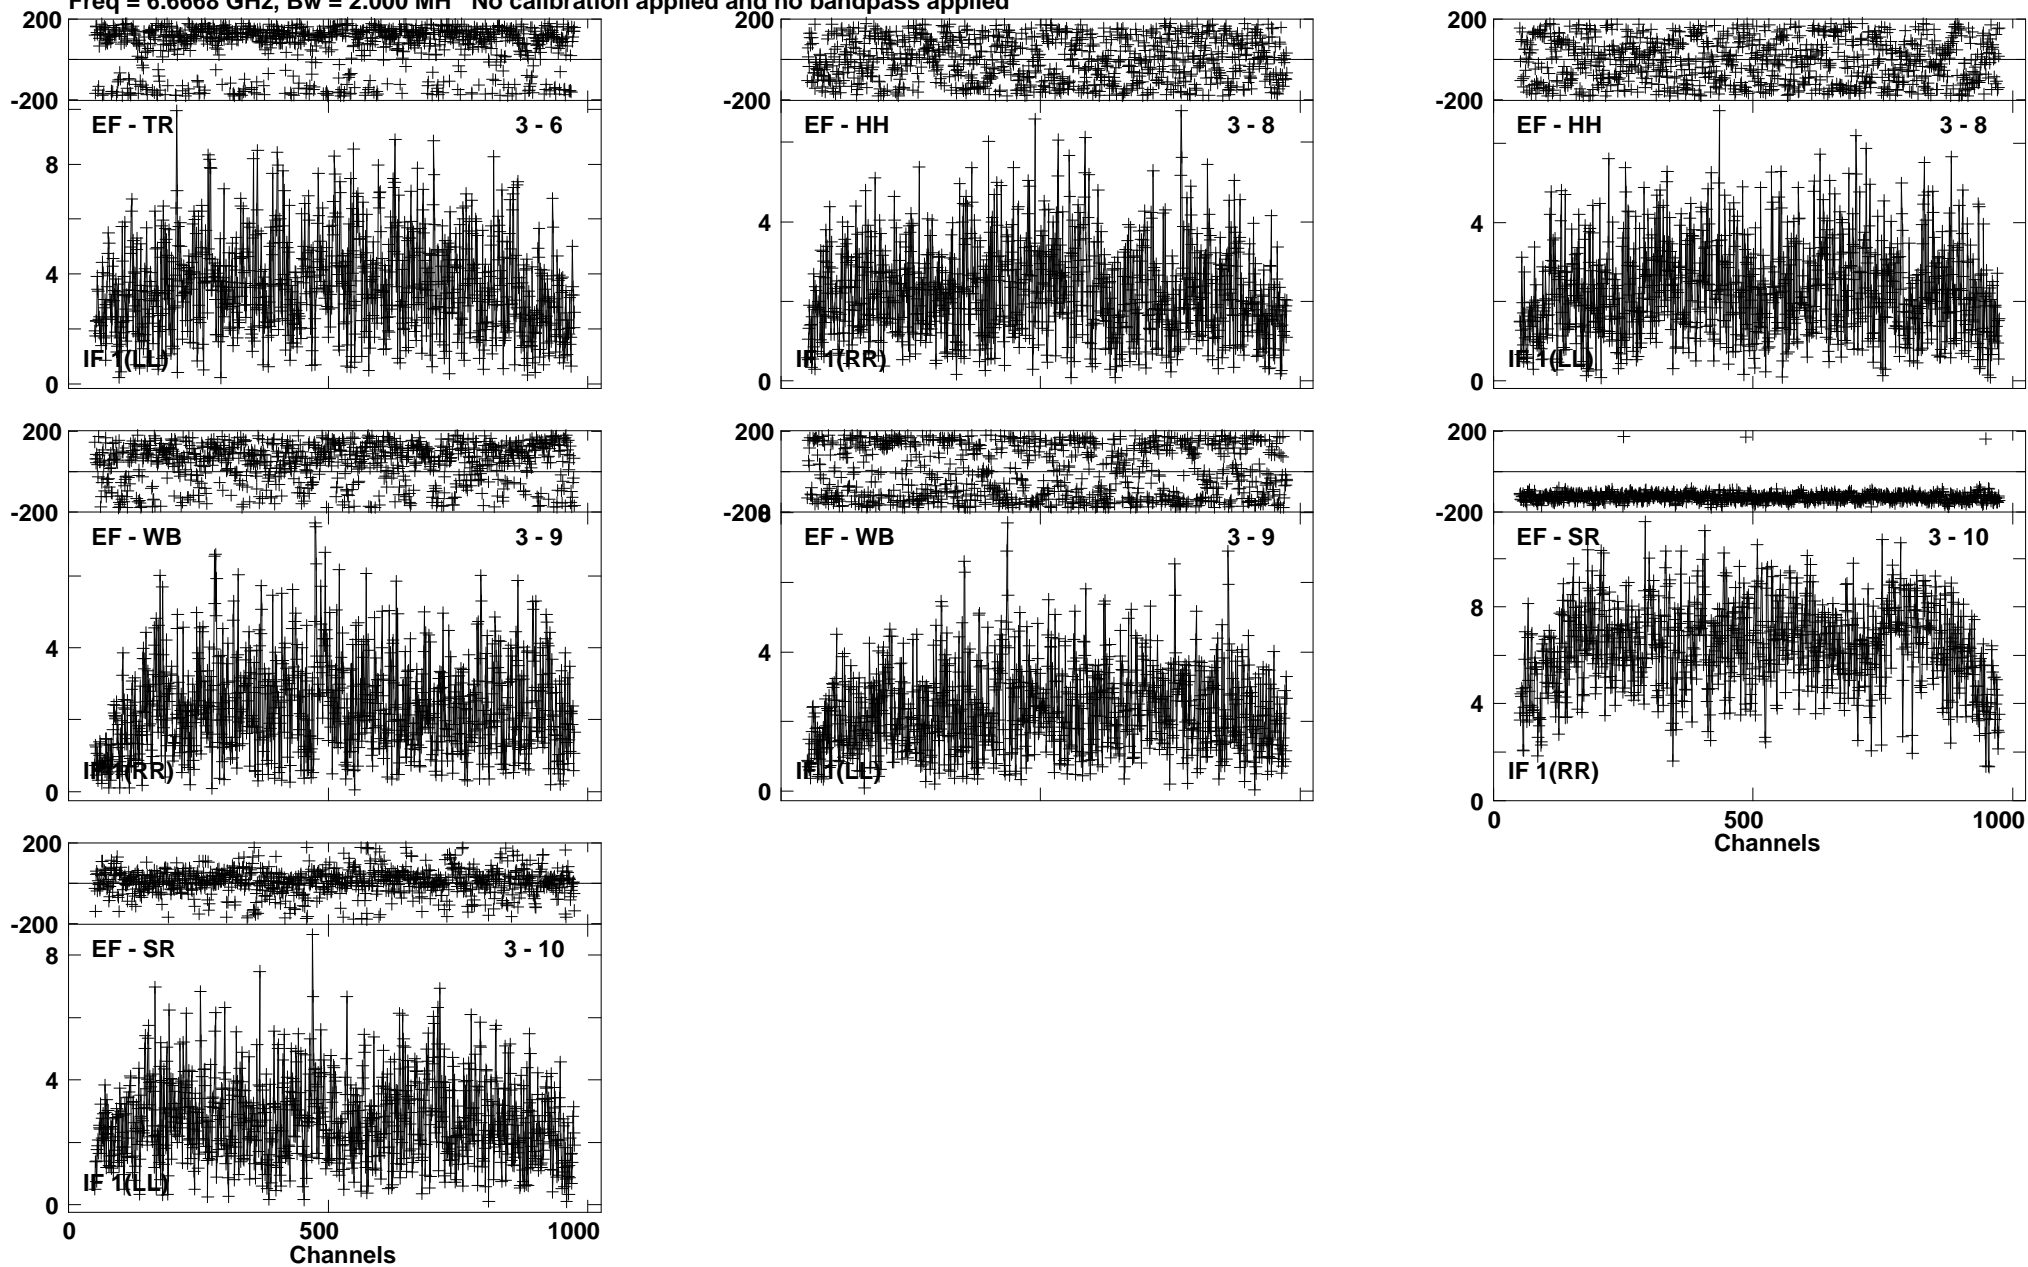 Freq = 6.6668 GHz, Bw = 2.000 MH No calibration applied and no bandpass applied
200
-200
EF - TR
3 - 6
8
4
0
IF 1(LL)
200
-200
EF - HH
3 - 8
4
0
IF 1(RR)
200
-200
EF - HH
3 - 8
4
0
IF 1(LL)
200
-200
EF - WB
3 - 9
4
0
IF 1(RR)
200
-200
8
EF - WB
3 - 9
4
0
IF 1(LL)
200
-200
EF - SR
3 - 10
8
4
0
IF 1(RR)
0 500 1000
Channels
200
-200
EF - SR
3 - 10
8
4
0
IF 1(LL)
0 500 1000
Channels